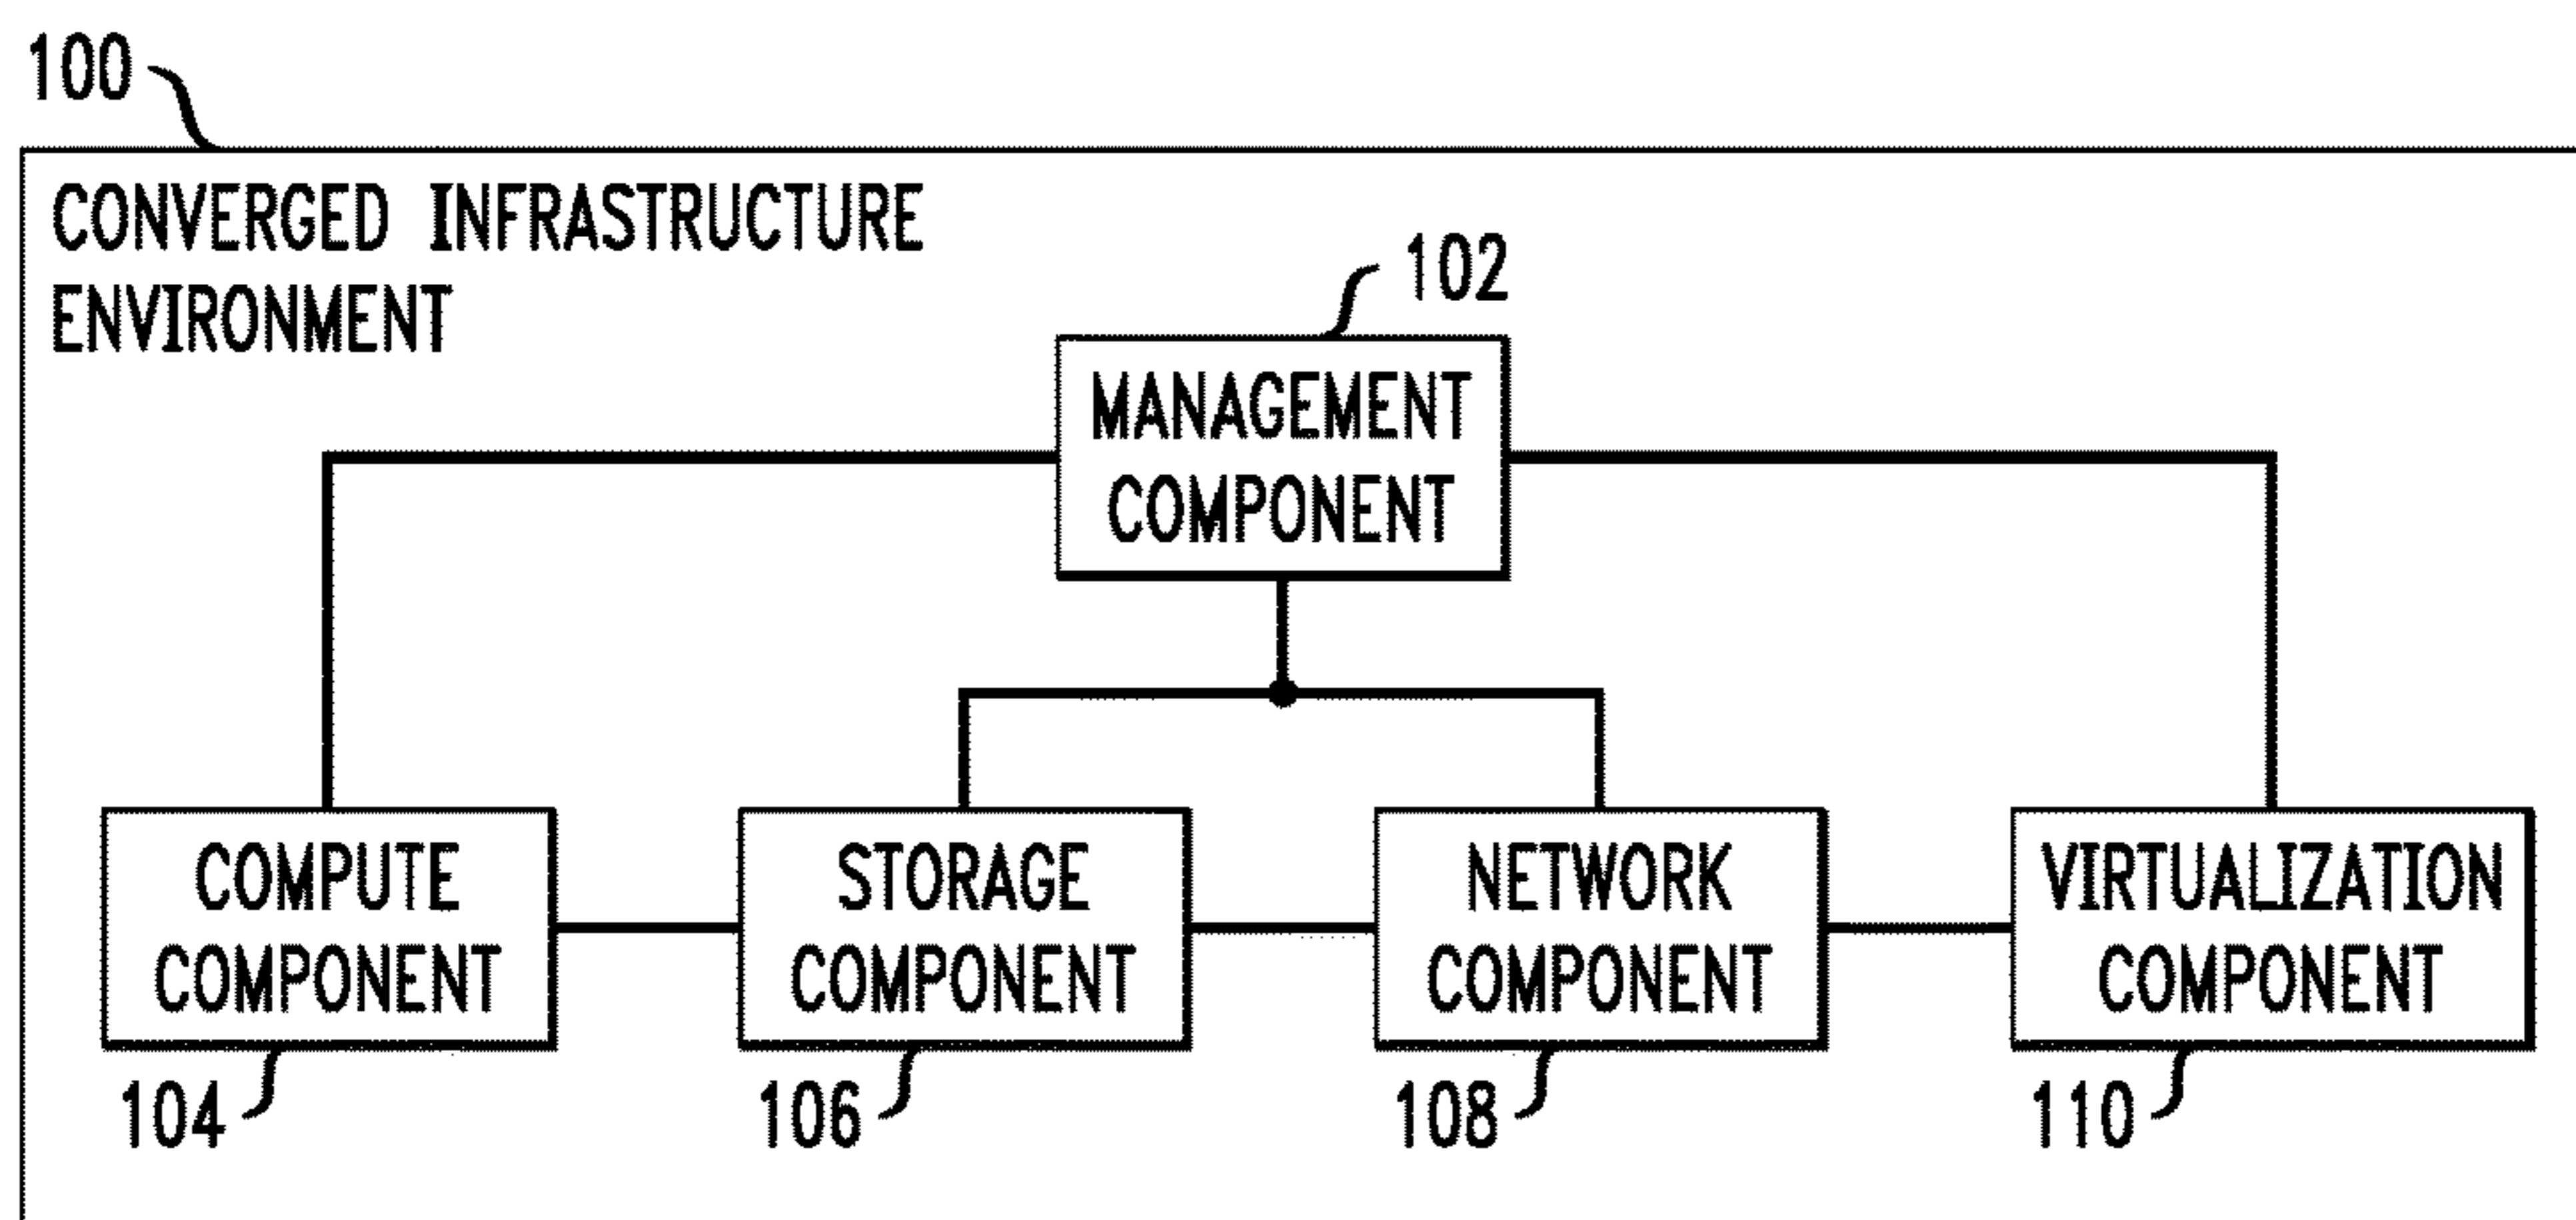 100
CONVERGED INFRASTRUCTURE
ENVIRONMENT
102
MANAGEMENT
COMPONENT
COMPUTE
COMPONENT
STORAGE
COMPONENT
NETWORK
COMPONENT
VIRTUALIZATION
COMPONENT
104
106
108
110